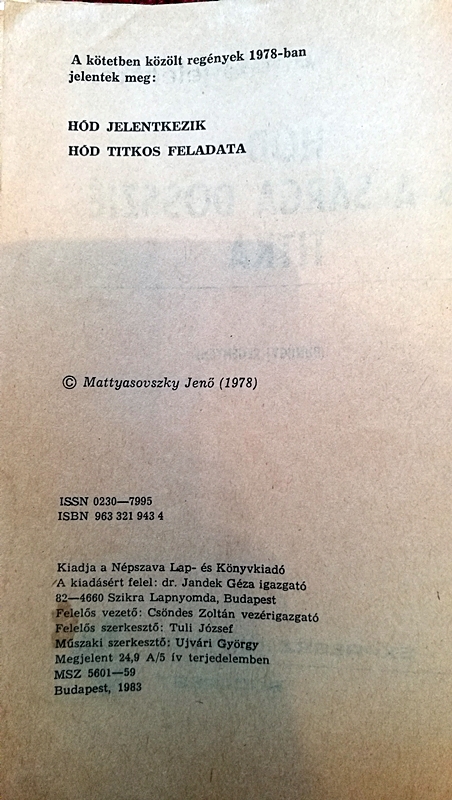 A kötetben közölt regények 1978-ban
jelentek meg:
HÓD JELENTKEZIK
HÓD TITKOS FELADATA
© Mattyasovszky Jenő (1978)
ISSN 0230—7995
ISBN 963 321 943 4
Kiadja a Népszava Lap- és Könyvkiadó
A kiadásért felel: dr. Jandek Géza igazgató
82—4660 Szikra Lapnyomda, Budapest
Felelős vezető: Csöndes Zoltán vezérigazgató
Felelős szerkesztő: Tuli József
Műszaki szerkesztő: Ujvári György
Megjelent 24,9 A/5 ív terjedelemben
MSZ 5601—59
Budapest, 1983